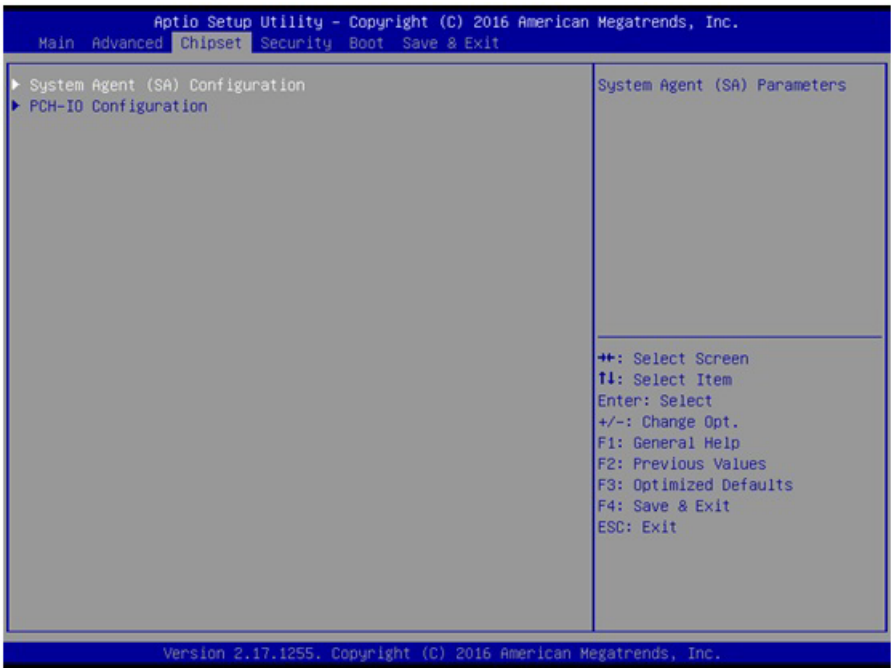 Aptio Setup Utility – Copyright (C) 2016 American Megatrends, Inc.
Main Advanced Chipset Security Boot Save & Exit
System Agent (SA) Configuration
PCH-IO Configuration
System Agent (SA) Parameters
→←: Select Screen
↑↓: Select Item
Enter: Select
+/-: Change Opt.
F1: General Help
F2: Previous Values
F3: Optimized Defaults
F4: Save & Exit
ESC: Exit
Version 2.17.1255. Copyright (C) 2016 American Megatrends, Inc.